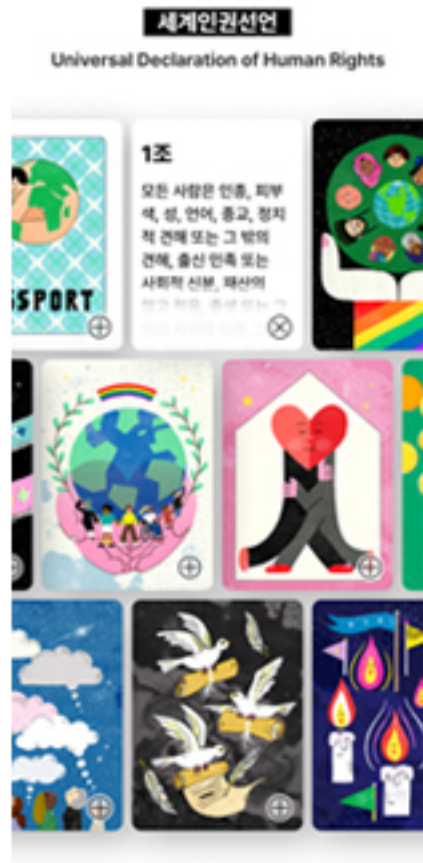 세계인권선언
Universal Declaration of Human Rights
SSPORT
1조
모든 사람은 인종, 피부
색, 성, 언어, 종교, 정치
적 견해 또는 그 밖의
견해, 출신 민족 또는
사회적 신분, 재산의